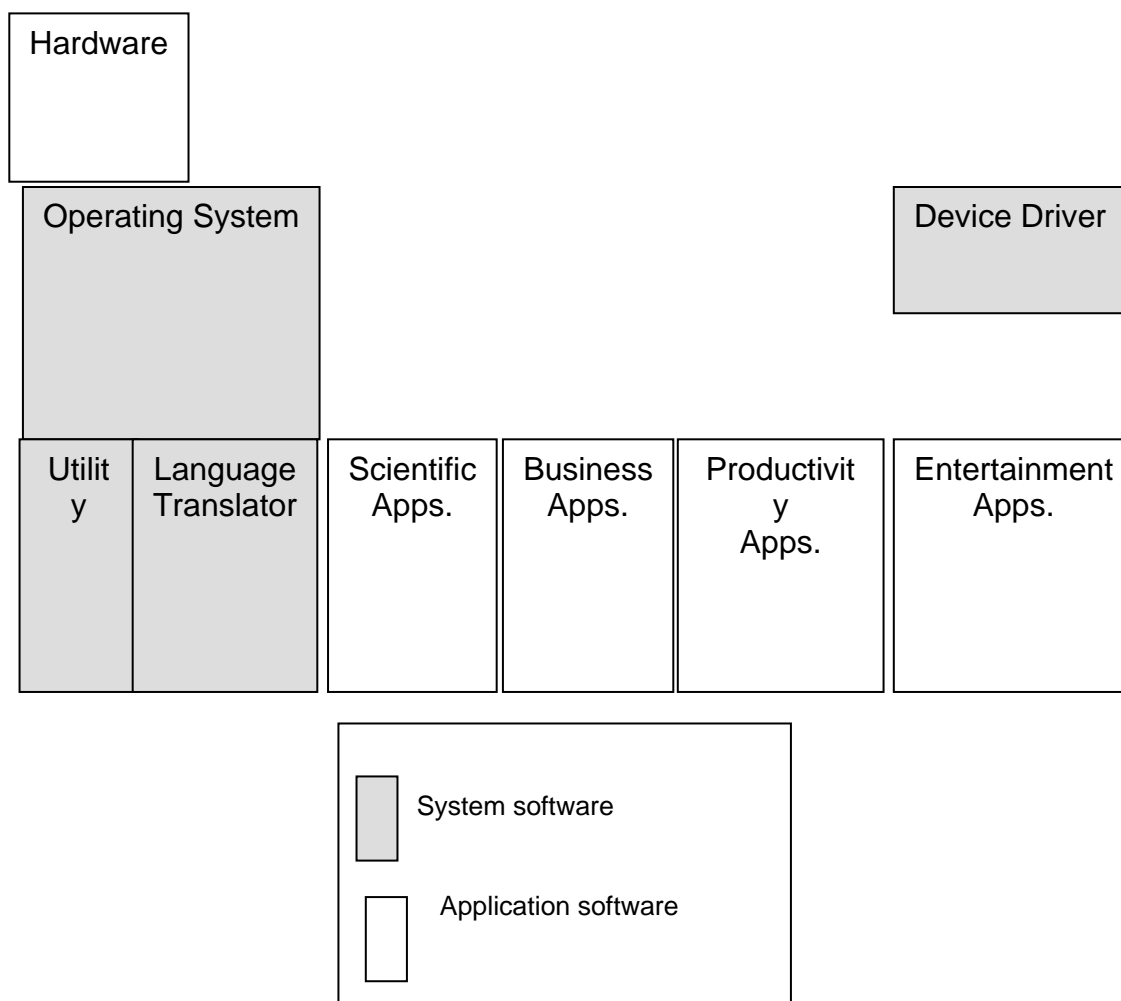 Hardware
Operating System
Device Driver
Utilit
y
Language
Translator
Scientific
Apps.
Business
Apps.
Productivit
y
Apps.
Entertainment
Apps.
System software
Application software